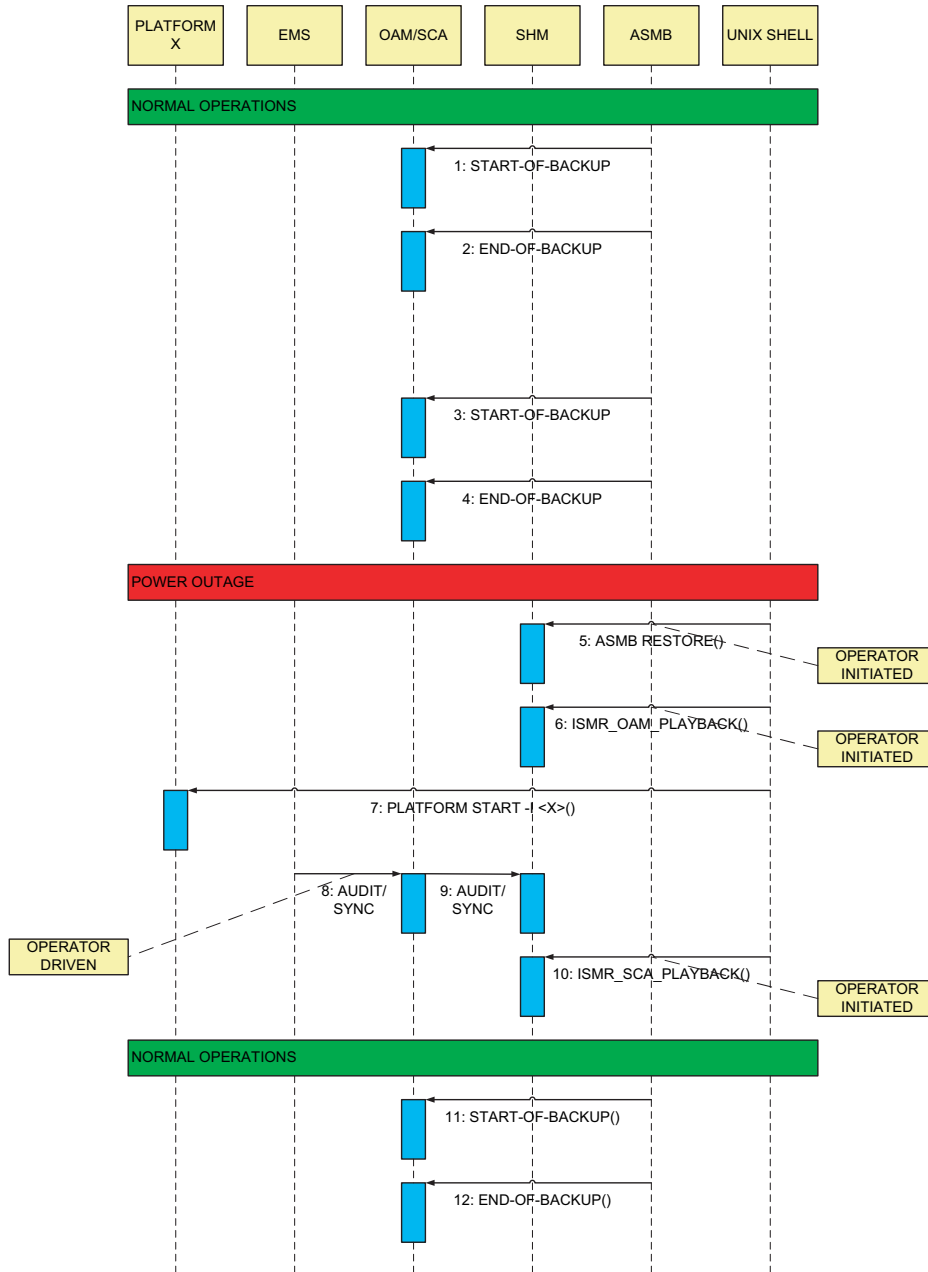 PLATFORM
X
EMS
OAM/SCA
SHM
ASMB
UNIX SHELL
NORMAL OPERATIONS
1: START-OF-BACKUP
2: END-OF-BACKUP
3: START-OF-BACKUP
4: END-OF-BACKUP
POWER OUTAGE
5: ASMB RESTORE()
OPERATOR
INITIATED
6: ISMR_OAM_PLAYBACK()
OPERATOR
INITIATED
7: PLATFORM START -I <X>()
8: AUDIT/
SYNC
9: AUDIT/
SYNC
OPERATOR
DRIVEN
10: ISMR_SCA_PLAYBACK()
OPERATOR
INITIATED
NORMAL OPERATIONS
11: START-OF-BACKUP()
12: END-OF-BACKUP()